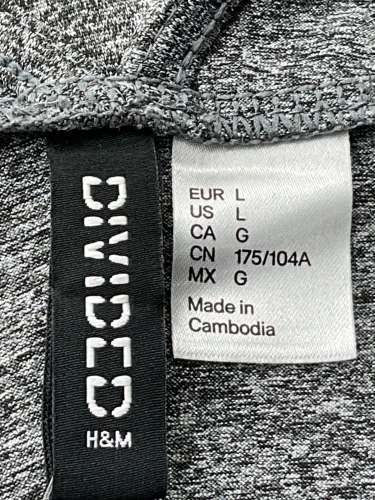 DIVIDED
H&M
EUR L
US L
CA G
CN 175/104A
MX G
Made in
Cambodia